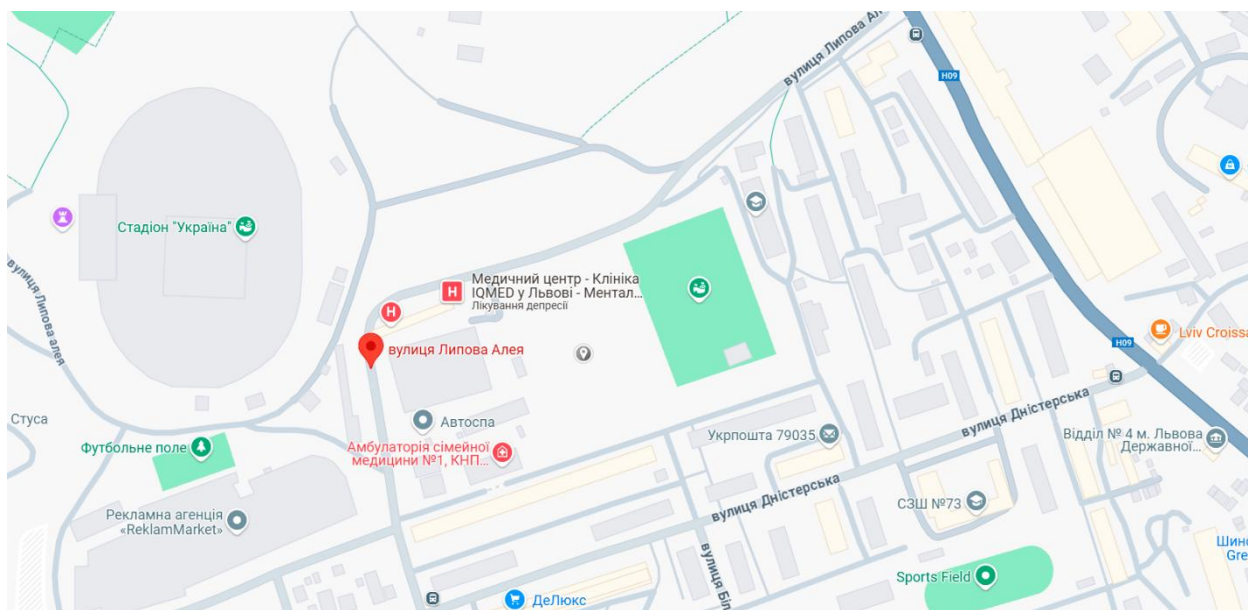 вулиця Липова Ал
H09
Стадіон "Україна"
Медичний центр - Клініка
IQMED у Львові - Ментал...
Лікування депресії
H
H
вулиця Липова алея
вулиця Липова Алея
H09
Lviv Croissa
Стуса
Автоспа
Футбольне поле
Амбулаторія сімейної
медицини №1, КНП...
Укрпошта 79035
вулиця Дністерська
Відділ № 4 м. Львова
Державної...
Рекламна агенція
«ReklamMarket»
вулиця Дністерська
СЗШ №73
вулиця Біл
Шино
Gre
Sports Field
ДеЛюкс